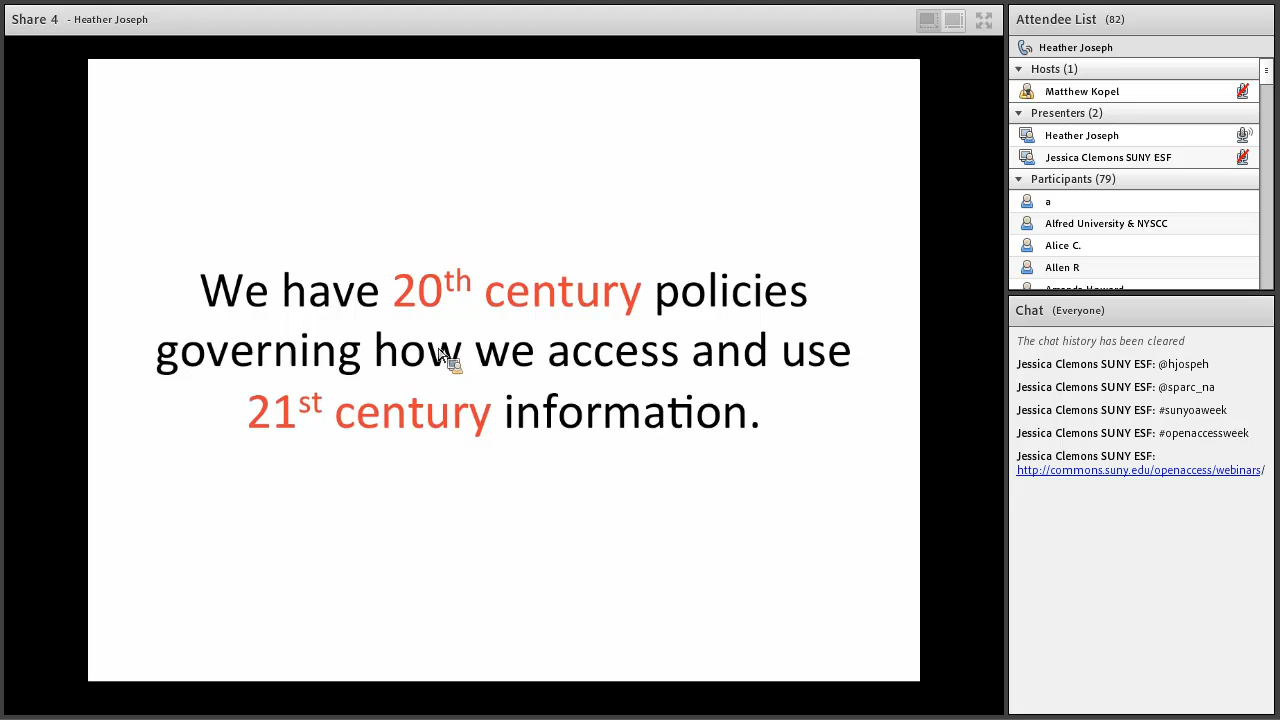 Share 4 - Heather Joseph
We have 20th century policies
governing how we access and use
21st century information.
Attendee List (82)
Heather Joseph
Hosts (1)
Matthew Kopel
Presenters (2)
Heather Joseph
Jessica Clemons SUNY ESF
Participants (79)
a
Alfred University & NYSCC
Alice C.
Allen R
Chat (Everyone)
The chat history has been cleared
Jessica Clemons SUNY ESF: @hjospeh
Jessica Clemons SUNY ESF: @sparc_na
Jessica Clemons SUNY ESF: #sunyoaweek
Jessica Clemons SUNY ESF: #openaccessweek
Jessica Clemons SUNY ESF:
http://commons.suny.edu/openaccess/webinars/